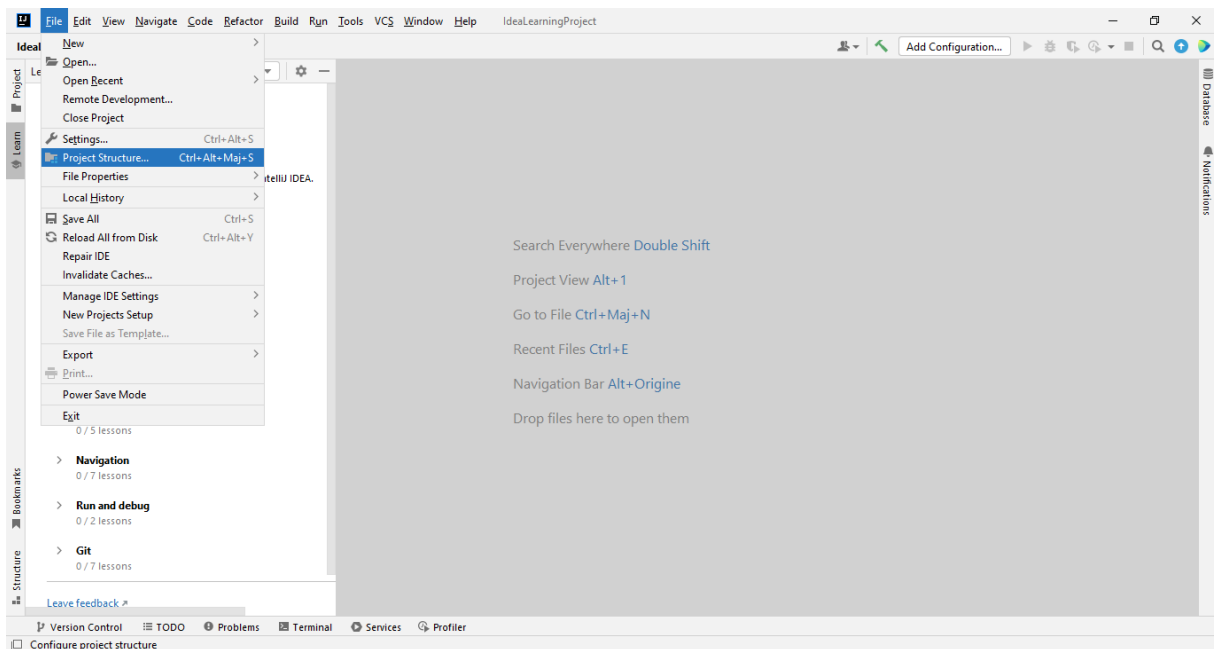 File Edit View Navigate Code Refactor Build Run Tools VCS Window Help IdeaLearningProject
Ideal
Add Configuration...
Le
New
Open...
Open Recent
Remote Development...
Close Project
Settings... Ctrl+Alt+S
Project Structure... Ctrl+Alt+Maj+S
File Properties
telliJ IDEA.
Local History
Save All Ctrl+S
Reload All from Disk Ctrl+Alt+Y
Repair IDE
Invalidate Caches...
Manage IDE Settings
New Projects Setup
Save File as Template...
Export
Print...
Power Save Mode
Exit
0 / 5 lessons
Navigation
0 / 7 lessons
Run and debug
0 / 2 lessons
Git
0 / 7 lessons
Leave feedback
Project
Learn
Bookmarks
Structure
Search Everywhere Double Shift
Project View Alt+1
Go to File Ctrl+Maj+N
Recent Files Ctrl+E
Navigation Bar Alt+Origine
Drop files here to open them
Database
Notifications
Version Control TODO Problems Terminal Services Profiler
Configure project structure